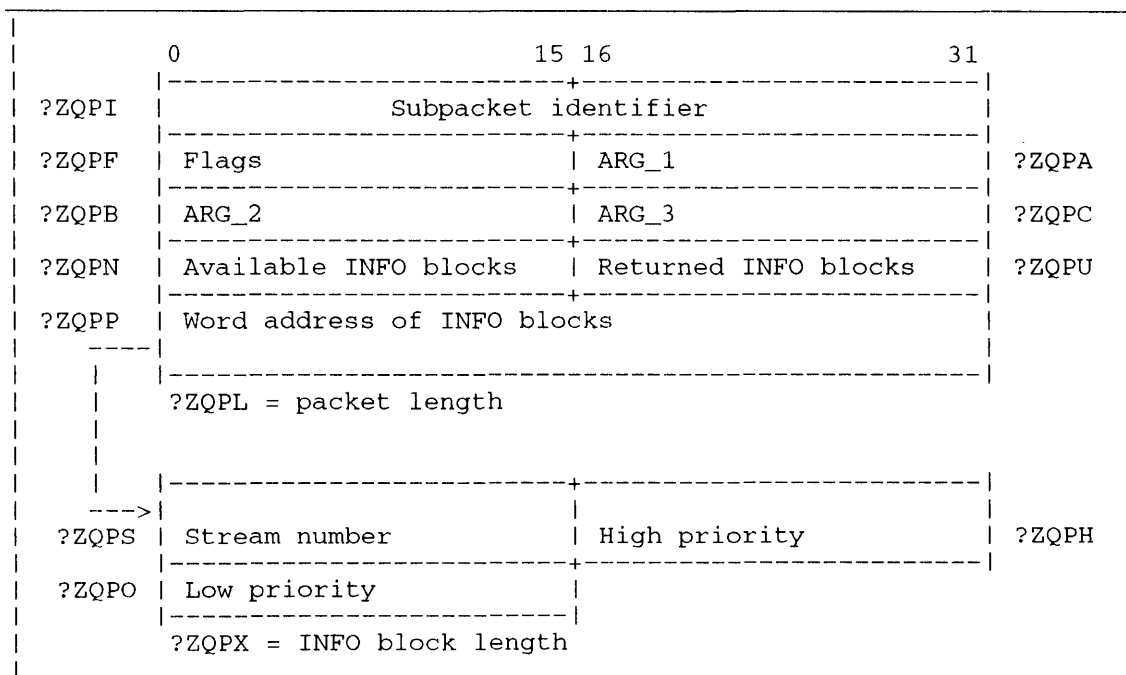 0 15 16 31
?ZQPI Subpacket identifier
?ZQPF Flags ARG_1 ?ZQPA
?ZQPB ARG_2 ARG_3 ?ZQPC
?ZQPN Available INFO blocks Returned INFO blocks ?ZQPU
?ZQPP Word address of INFO blocks
?ZQPL = packet length
?ZQPS Stream number High priority ?ZQPH
?ZQPO Low priority
?ZQPX = INFO block length